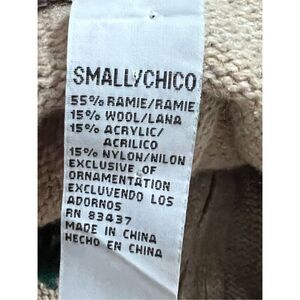 SMALL/CHICO
55% RAMIE/RAMIE
15% WOOL/LANA
15% ACRYLIC/
ACRILICO
15% NYLON/NILON
EXCLUSIVE OF
ORNAMENTATION
EXCLUVENDO LOS
ADORNOS
RN 83437
MADE IN CHINA
HECHO EN CHINA